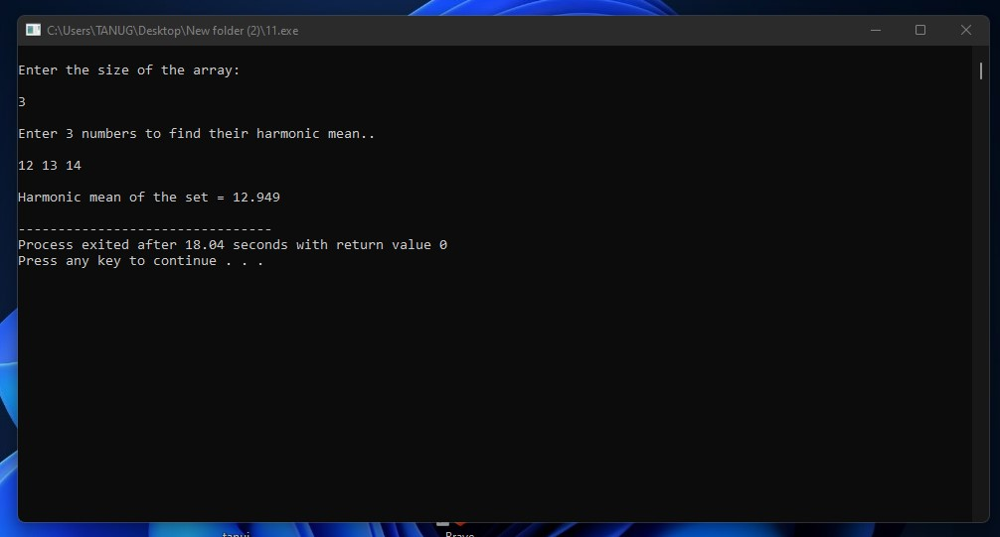 C:\Users\TANUG\Desktop\New folder (2)\11.exe
Enter the size of the array:
3
Enter 3 numbers to find their harmonic mean..
12 13 14
Harmonic mean of the set = 12.949
--------------------------------
Process exited after 18.04 seconds with return value 0
Press any key to continue . . .